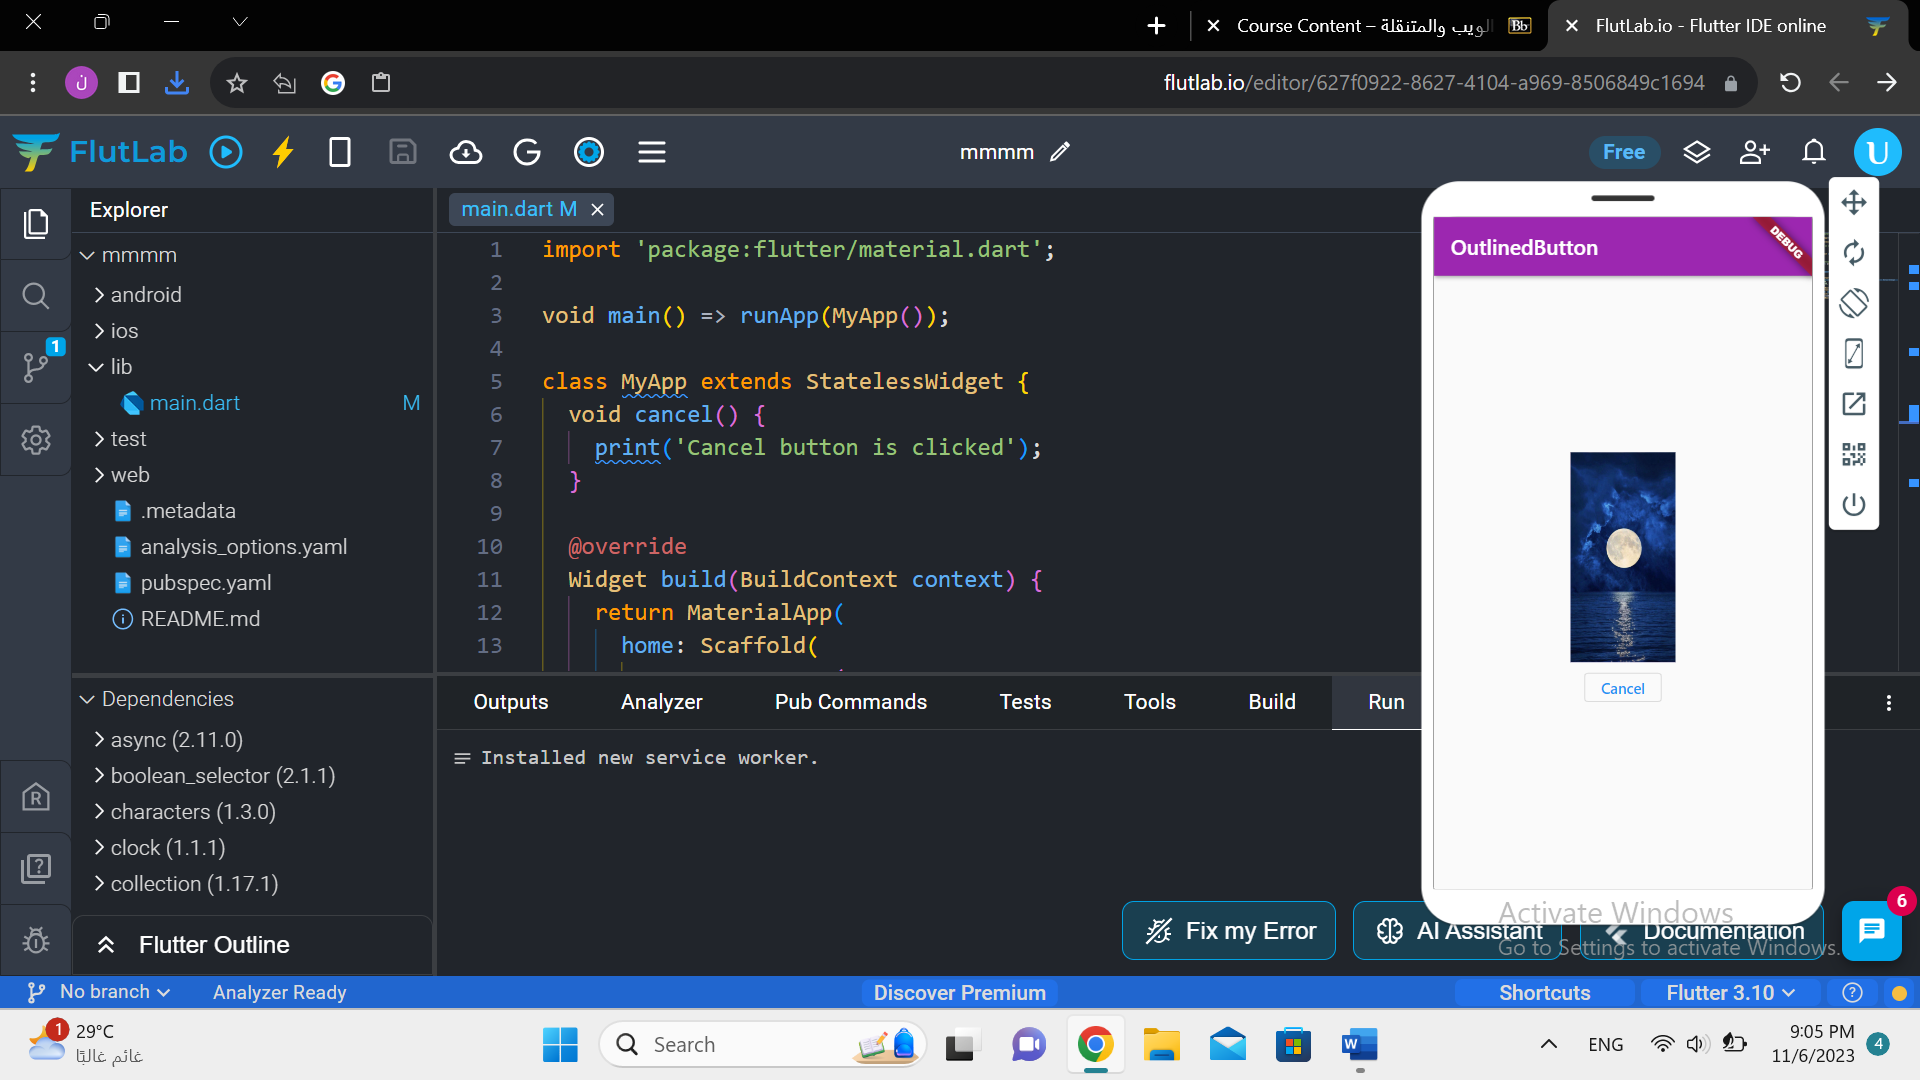 الويب والمتنقلة – Course Content
Bb
FlutLab.io - Flutter IDE online
ن
flutlab.io/editor/627f0922-8627-4104-a969-8506849c1694
FlutLab
mmmm
Free
U
Explorer
mmmm
android
ios
1
lib
main.dart
M
test
web
.metadata
analysis_options.yaml
pubspec.yaml
README.md
Dependencies
async (2.11.0)
boolean_selector (2.1.1)
characters (1.3.0)
clock (1.1.1)
collection (1.17.1)
Flutter Outline
main.dart M
1 import 'package:flutter/material.dart';
2
3 void main() => runApp(MyApp());
4
5 class MyApp extends StatelessWidget {
6 void cancel() {
7 print('Cancel button is clicked');
8 }
9
10 @override
11 Widget build(BuildContext context) {
12 return MaterialApp(
13 home: Scaffold(
Outputs Analyzer Pub Commands Tests Tools Build Run
Installed new service worker.
OutlinedButton
DEBUG
Cancel
Fix my Error
AI Assistant
Documentation
6
Activate Windows
Go to Settings to activate Windows.
No branch
Analyzer Ready
Discover Premium
Shortcuts
Flutter 3.10
1
29°C
غائم غالبًا
Search
ENG
9:05 PM
11/6/2023
4